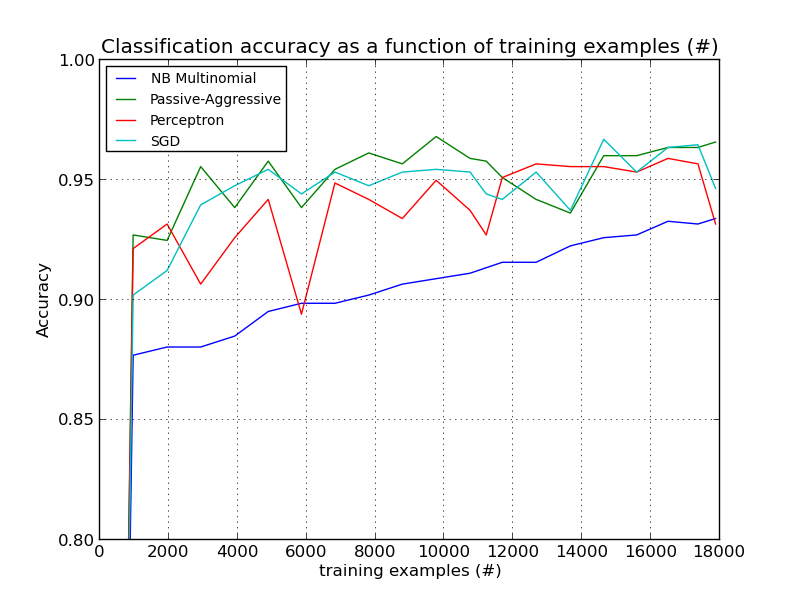 Classification accuracy as a function of training examples (#)
1.00
NB Multinomial
Passive-Aggressive
Perceptron
SGD
0.95
0.90
Accuracy
0.85
0.80
0 2000 4000 6000 8000 10000 12000 14000 16000 18000
training examples (#)